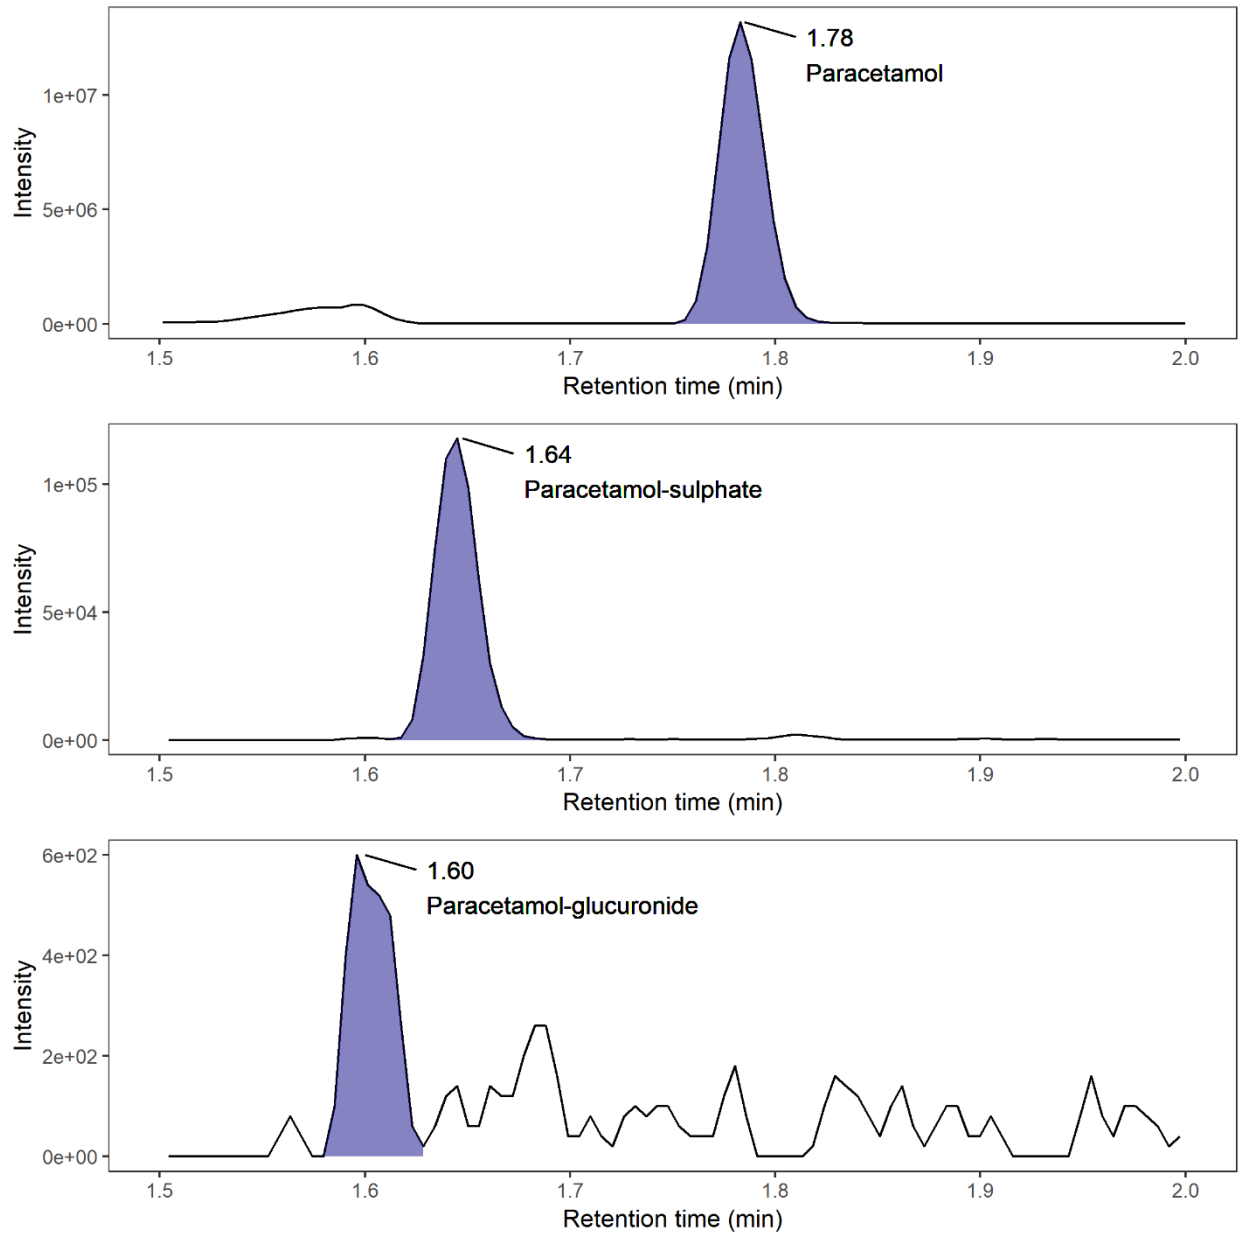 1.78
Paracetamol
Intensity
1e+07
5e+06
0e+00
1.5 1.6 1.7 1.8 1.9 2.0
Retention time (min)
1.64
Paracetamol-sulphate
Intensity
1e+05
5e+04
0e+00
1.5 1.6 1.7 1.8 1.9 2.0
Retention time (min)
6e+02
1.60
Paracetamol-glucuronide
Intensity
4e+02
2e+02
0e+00
1.5 1.6 1.7 1.8 1.9 2.0
Retention time (min)